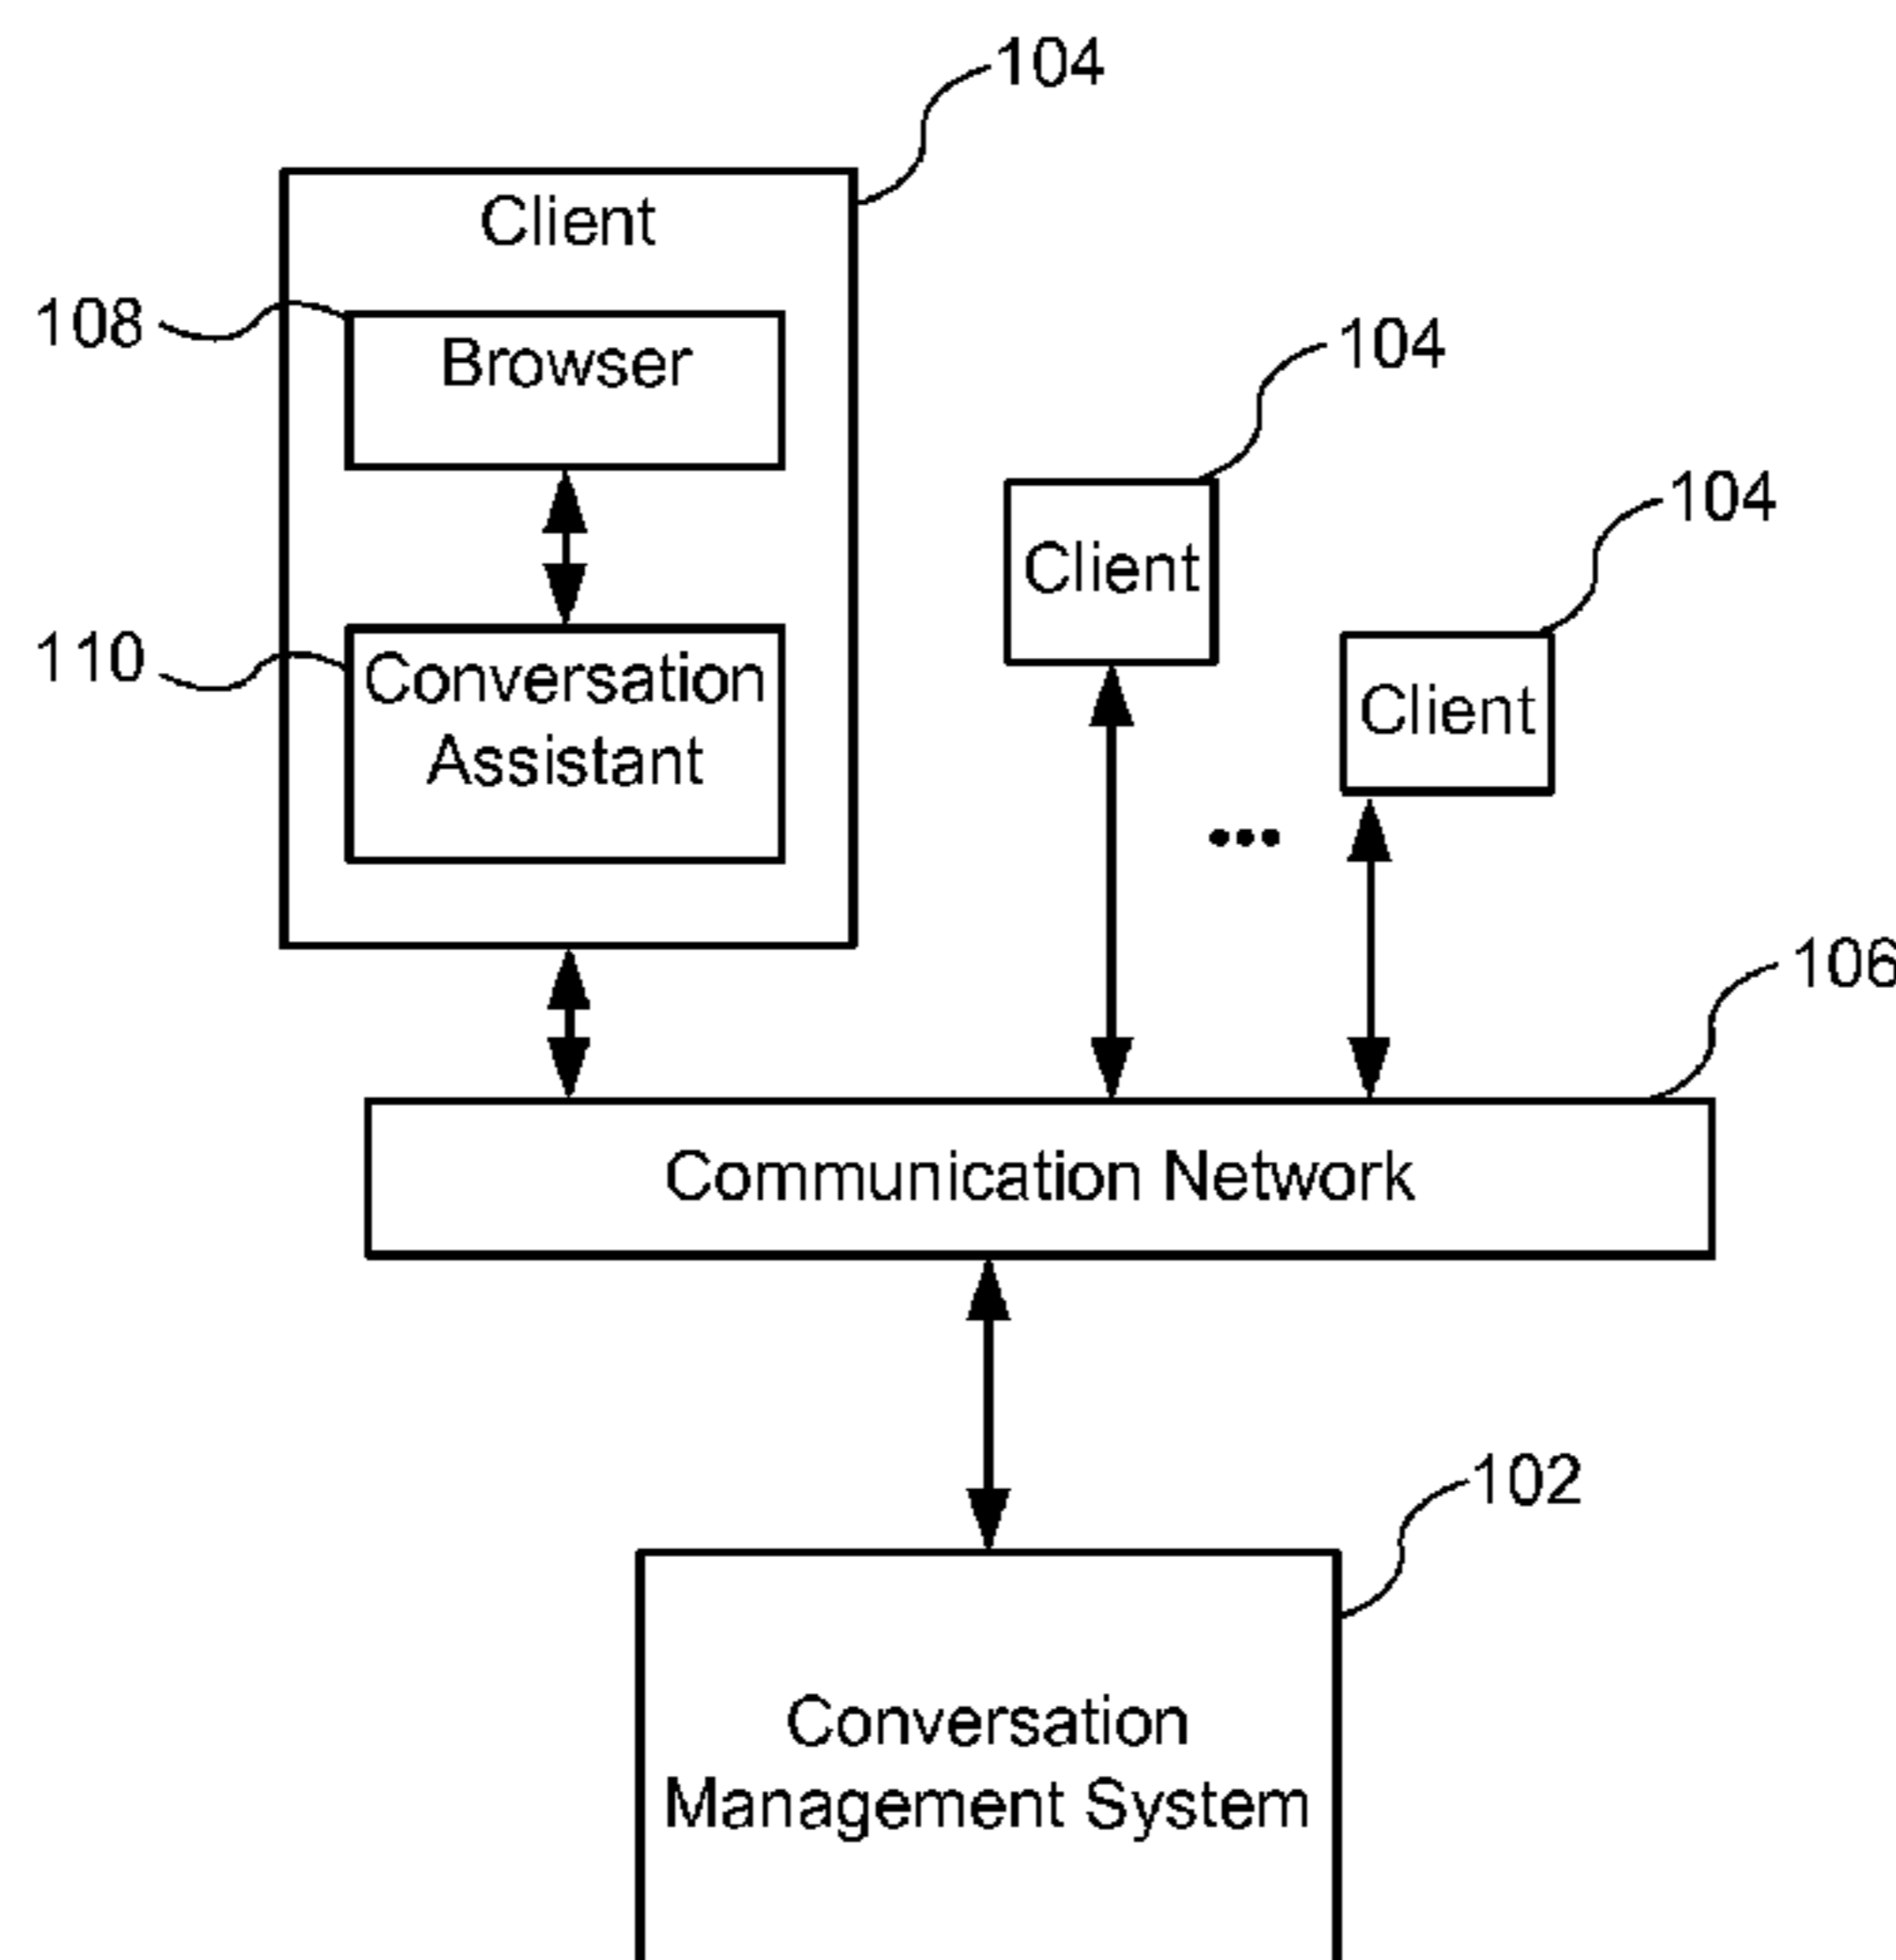 104
Client
108
Browser
104
104
Client
110
Conversation
Assistant
Client
•••
106
Communication Network
102
Conversation
Management System